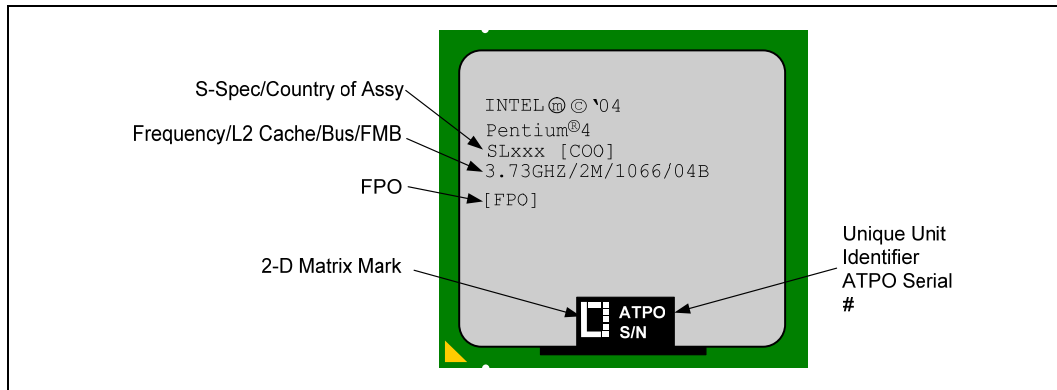 S-Spec/Country of Assy
Frequency/L2 Cache/Bus/FMB
FPO
2-D Matrix Mark
INTEL ⓜ © '04
Pentium®4
SLxxx [COO]
3.73GHZ/2M/1066/04B
[FPO]
ATPO
S/N
Unique Unit
Identifier
ATPO Serial
#